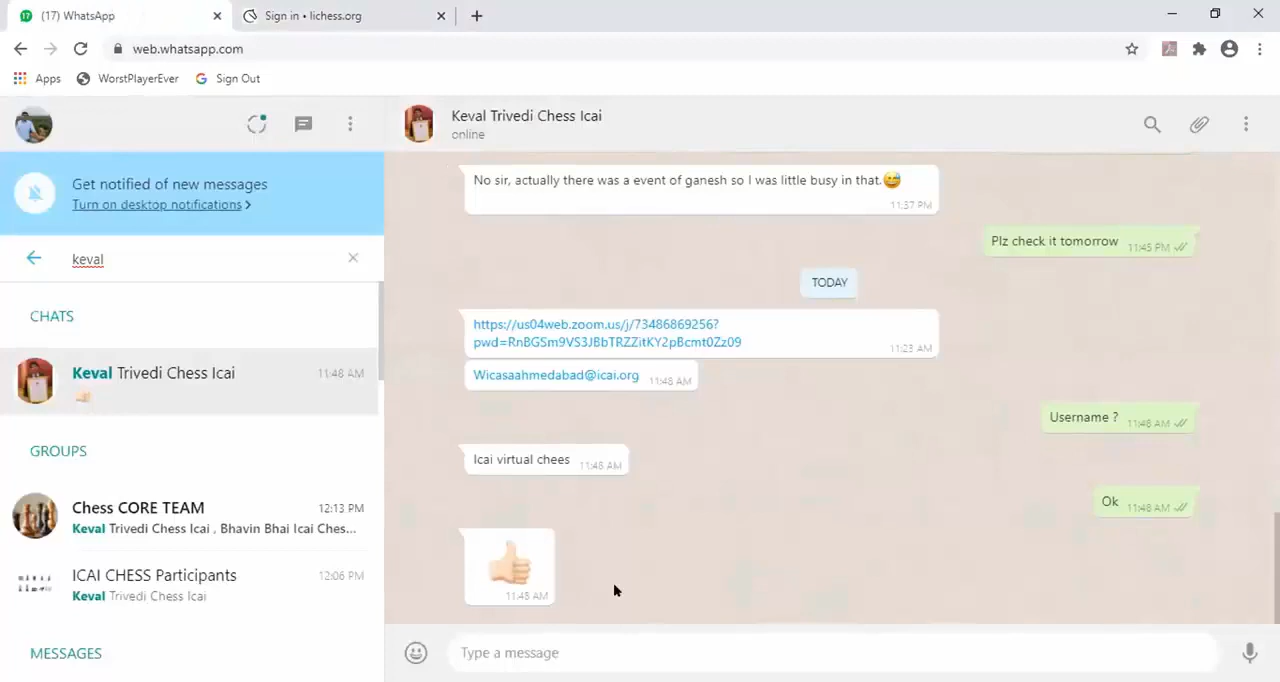 (17) WhatsApp
Sign in • lichess.org
web.whatsapp.com
Apps
WorstPlayerEver
Sign Out
Keval Trivedi Chess Icai
online
Get notified of new messages
Turn on desktop notifications >
keval
CHATS
Keval Trivedi Chess Icai 11:48 AM
GROUPS
Chess CORE TEAM 12:13 PM
Keval Trivedi Chess Icai , Bhavin Bhai Icai Ches...
ICAI CHESS Participants 12:06 PM
Keval Trivedi Chess Icai
MESSAGES
No sir, actually there was a event of ganesh so I was little busy in that.😅
11:37 PM
Plz check it tomorrow 11:45 PM
TODAY
https://us04web.zoom.us/j/73486869256?
pwd=RnBGSm9VS3JBbTRZZitKY2pBcmt0Zz09
11:23 AM
Wicasaahmedabad@icai.org 11:48 AM
Username ? 11:48 AM
Icai virtual chees 11:48 AM
Ok 11:48 AM
👍🏻
11:48 AM
Type a message